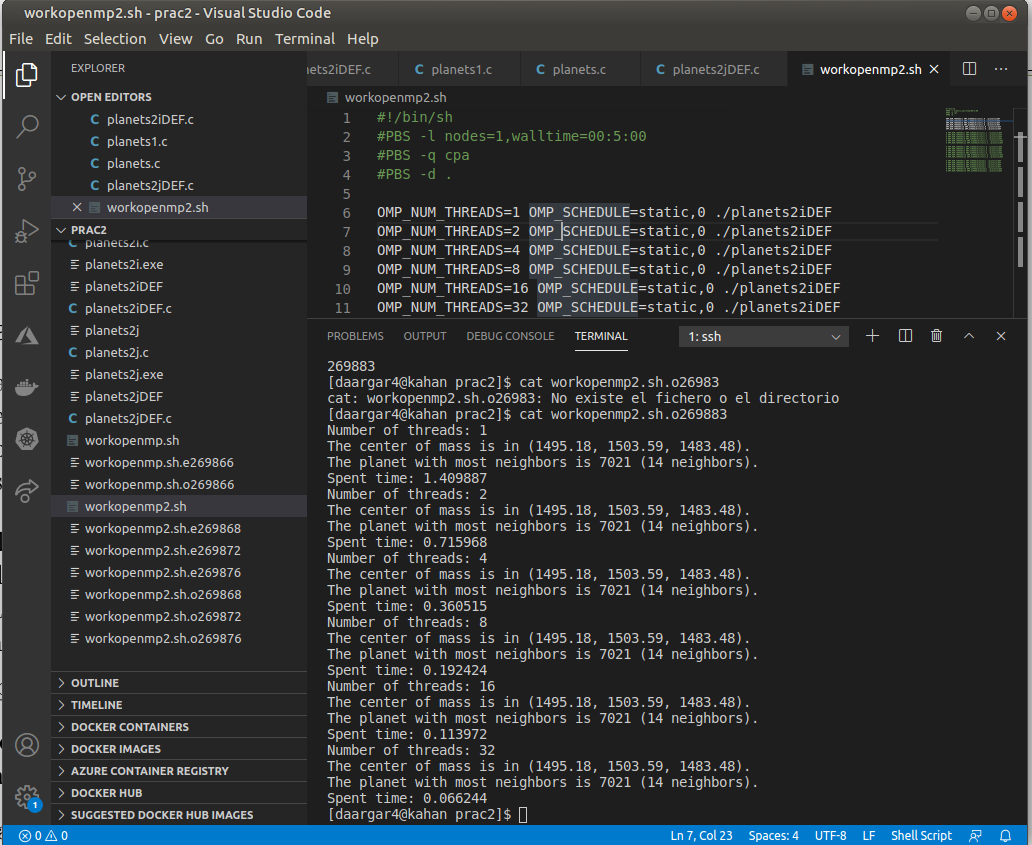 workopenmp2.sh - prac2 - Visual Studio Code
File Edit Selection View Go Run Terminal Help
EXPLORER
OPEN EDITORS
C planets2iDEF.c
C planets1.c
C planets.c
C planets2jDEF.c
workopenmp2.sh
PRAC2
planets2i.c
planets2i.exe
planets2iDEF
C planets2iDEF.c
planets2j
C planets2j.c
planets2j.exe
planets2jDEF
C planets2jDEF.c
workopenmp.sh
workopenmp.sh.e269866
workopenmp.sh.o269866
workopenmp2.sh
workopenmp2.sh.e269868
workopenmp2.sh.e269872
workopenmp2.sh.e269876
workopenmp2.sh.o269868
workopenmp2.sh.o269872
workopenmp2.sh.o269876
OUTLINE
TIMELINE
DOCKER CONTAINERS
DOCKER IMAGES
AZURE CONTAINER REGISTRY
DOCKER HUB
SUGGESTED DOCKER HUB IMAGES
1
nets2iDEF.c C planets1.c C planets.c C planets2jDEF.c workopenmp2.sh
workopenmp2.sh
1 #!/bin/sh
2 #PBS -l nodes=1,walltime=00:5:00
3 #PBS -q cpa
4 #PBS -d .
5
6 OMP_NUM_THREADS=1 OMP_SCHEDULE=static,0 ./planets2iDEF
7 OMP_NUM_THREADS=2 OMP_SCHEDULE=static,0 ./planets2iDEF
8 OMP_NUM_THREADS=4 OMP_SCHEDULE=static,0 ./planets2iDEF
9 OMP_NUM_THREADS=8 OMP_SCHEDULE=static,0 ./planets2iDEF
10 OMP_NUM_THREADS=16 OMP_SCHEDULE=static,0 ./planets2iDEF
11 OMP_NUM_THREADS=32 OMP_SCHEDULE=static,0 ./planets2iDEF
PROBLEMS OUTPUT DEBUG CONSOLE TERMINAL 1: ssh
269883
[daargar4@kahan prac2]$ cat workopenmp2.sh.o26983
cat: workopenmp2.sh.o26983: No existe el fichero o el directorio
[daargar4@kahan prac2]$ cat workopenmp2.sh.o269883
Number of threads: 1
The center of mass is in (1495.18, 1503.59, 1483.48).
The planet with most neighbors is 7021 (14 neighbors).
Spent time: 1.409887
Number of threads: 2
The center of mass is in (1495.18, 1503.59, 1483.48).
The planet with most neighbors is 7021 (14 neighbors).
Spent time: 0.715968
Number of threads: 4
The center of mass is in (1495.18, 1503.59, 1483.48).
The planet with most neighbors is 7021 (14 neighbors).
Spent time: 0.360515
Number of threads: 8
The center of mass is in (1495.18, 1503.59, 1483.48).
The planet with most neighbors is 7021 (14 neighbors).
Spent time: 0.192424
Number of threads: 16
The center of mass is in (1495.18, 1503.59, 1483.48).
The planet with most neighbors is 7021 (14 neighbors).
Spent time: 0.113972
Number of threads: 32
The center of mass is in (1495.18, 1503.59, 1483.48).
The planet with most neighbors is 7021 (14 neighbors).
Spent time: 0.066244
[daargar4@kahan prac2]$
0 0 Ln 7, Col 23 Spaces: 4 UTF-8 LF Shell Script